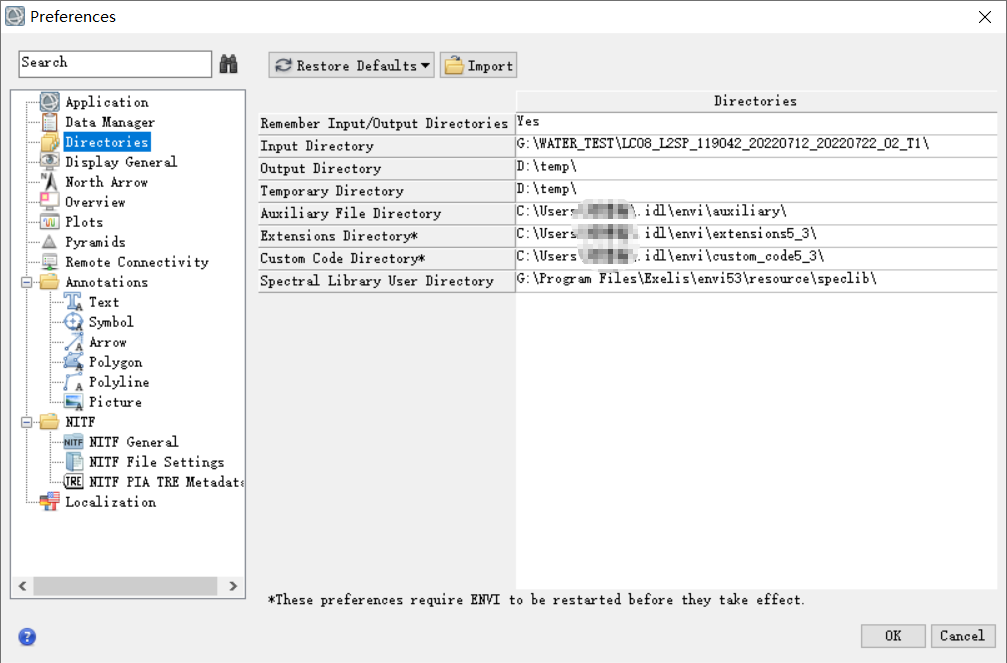 Preferences
Search
Restore Defaults
Import
Application
Data Manager
Directories
Display General
North Arrow
Overview
Plots
Pyramids
Remote Connectivity
Annotations
Text
Symbol
Arrow
Polygon
Polyline
Picture
NITF
NITF NITF General
NITF File Settings
TRE NITF PIA TRE Metadata
Localization
Directories
Remember Input/Output Directories Yes
Input Directory G:\WATER_TEST\LC08_L2SP_119042_20220712_20220722_02_T1\
Output Directory D:\temp\
Temporary Directory D:\temp\
Auxiliary File Directory C:\Users\ \.idl\envi\auxiliary\
Extensions Directory* C:\Users\ \.idl\envi\extensions5_3\
Custom Code Directory* C:\Users\ \.idl\envi\custom_code5_3\
Spectral Library User Directory G:\Program Files\Exelis\envi53\resource\speclib\
*These preferences require ENVI to be restarted before they take effect.
OK
Cancel